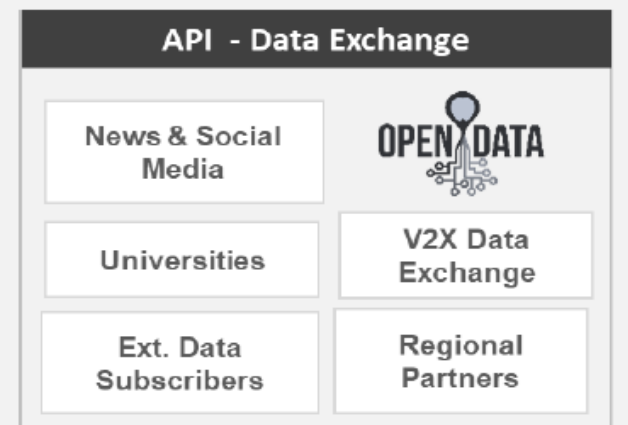 API - Data Exchange
News & Social
Media
OPEN DATA
Universities
V2X Data
Exchange
Ext. Data
Subscribers
Regional
Partners